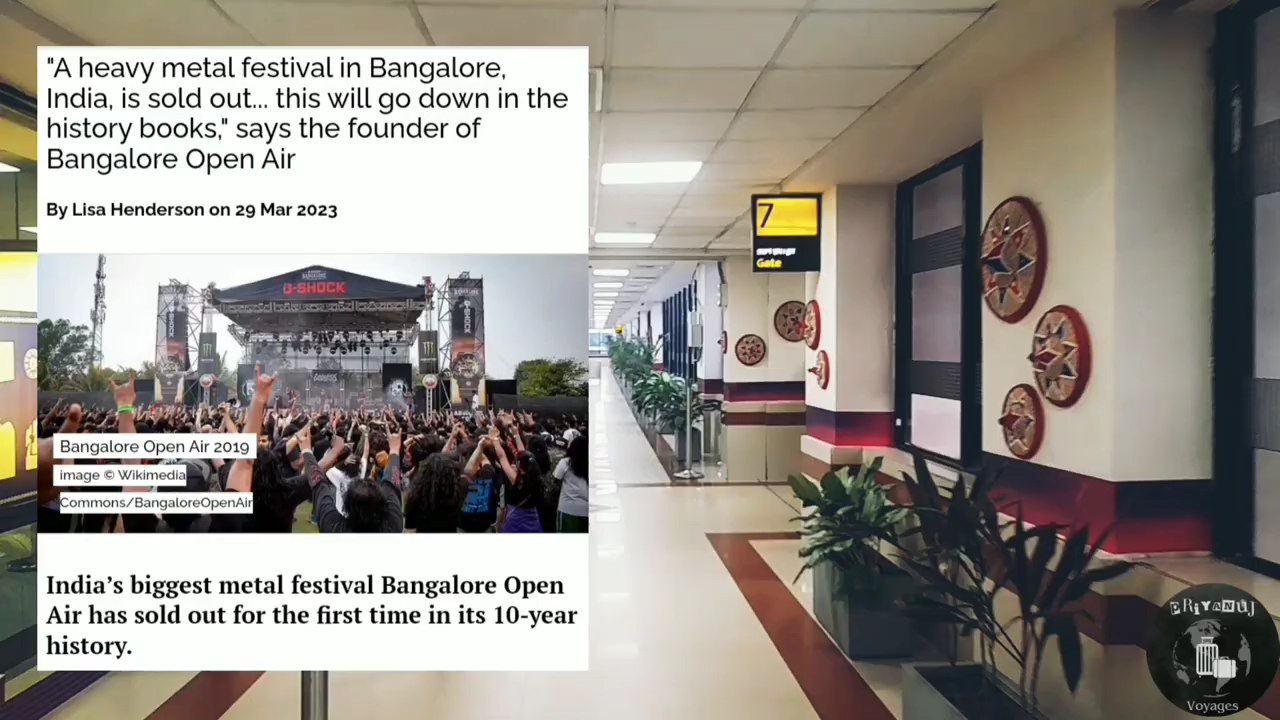 "A heavy metal festival in Bangalore,
India, is sold out... this will go down in the
history books," says the founder of
Bangalore Open Air
By Lisa Henderson on 29 Mar 2023
G-SHOCK
Bangalore Open Air 2019
image © Wikimedia
Commons/BangaloreOpenAir
India’s biggest metal festival Bangalore Open
Air has sold out for the first time in its 10-year
history.
7
Gate
PRiYANUJ
Voyages